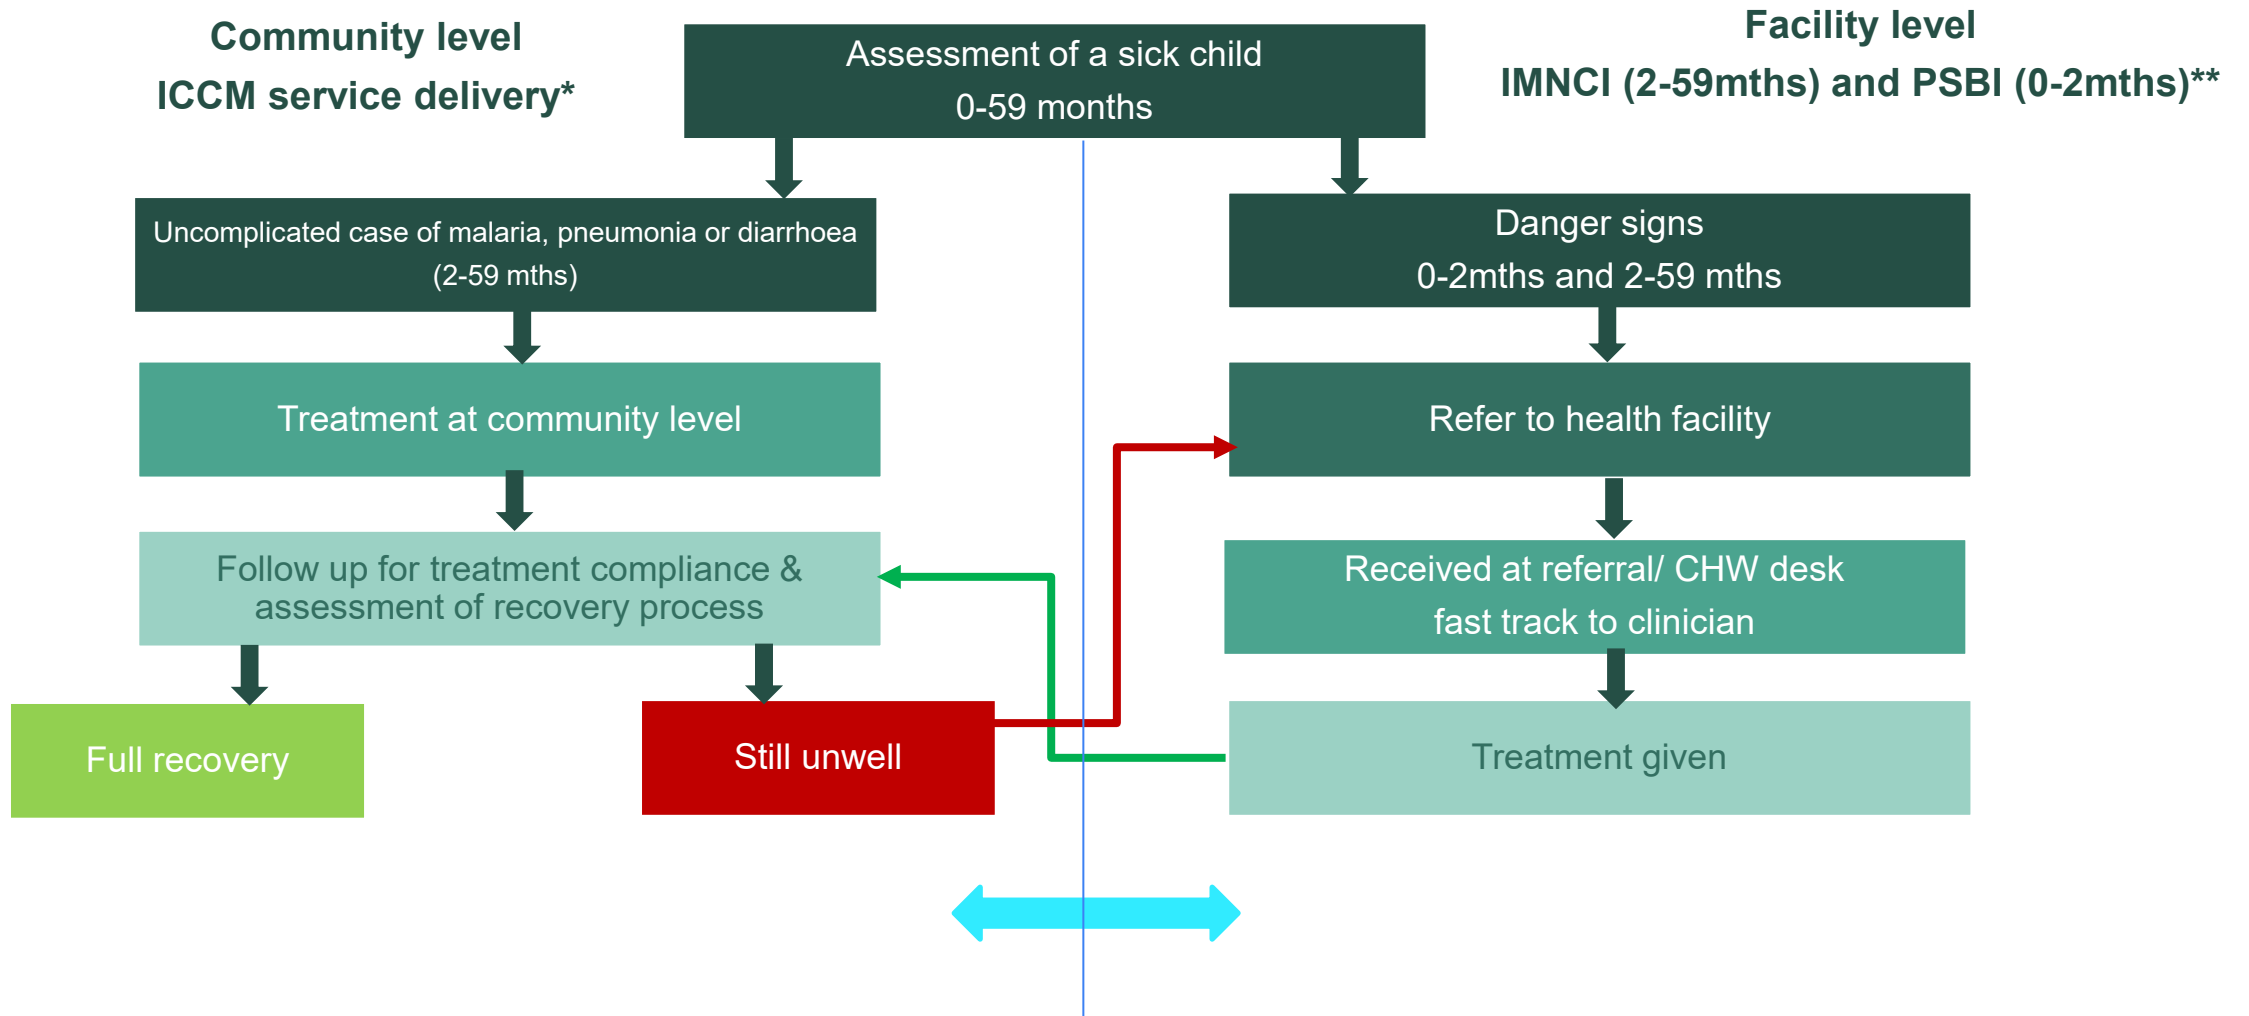 Community level
ICCM service delivery*
Assessment of a sick child
0-59 months
Facility level
IMNCI (2-59mths) and PSBI (0-2mths)**
Uncomplicated case of malaria, pneumonia or diarrhoea
(2-59 mths)
Danger signs
0-2mths and 2-59 mths
Treatment at community level
Refer to health facility
Follow up for treatment compliance &
assessment of recovery process
Received at referral/ CHW desk
fast track to clinician
Full recovery
Still unwell
Treatment given